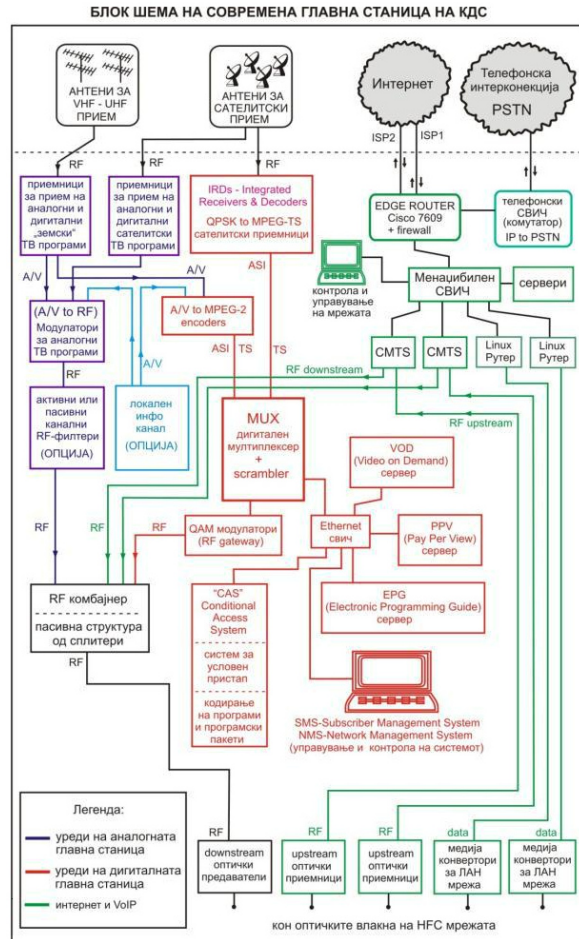 БЛОК ШЕМА НА СОВРЕМЕНА ГЛАВНА СТАНИЦА НА КДС
АНТЕНИ ЗА
VHF - UHF
ПРИЕМ
АНТЕНИ ЗА
САТЕЛИТСКИ
ПРИЕМ
Интернет
Телефонска
интерконекција
PSTN
ISP2
ISP1
RF
RF
RF
приемници
за прием на
аналогни и
дигитални
„земски"
ТВ програми
приемници
за прием на
аналогни и
дигитални
сателитски
ТВ програми
IRDs - Integrated
Receivers & Decoders
QPSK to MPEG-TS
сателитски приемници
EDGE ROUTER
Cisco 7609
+ firewall
телефонски
СВИЧ
(комутатор)
IP to PSTN
A/V
A/V
ASI
контрола и
управување
на мрежата
Менаџибилен
СВИЧ
сервери
(A/V to RF)
Модулатори
за аналогни
ТВ програми
A/V to MPEG-2
encoders
A/V
ASI
TS
TS
CMTS
CMTS
Linux
Рутер
Linux
Рутер
RF
RF downstream
RF upstream
активни или
пасивни
канални
RF-филтери
(ОПЦИЈА)
локален
инфо
канал
(ОПЦИЈА)
MUX
дигитален
мултиплексер
+
scrambler
VOD
(Video on Demand)
сервер
RF
RF
RF
QAM модулатори
(RF gateway)
Ethernet
свич
PPV
(Pay Per View)
сервер
RF комбајнер
пасивна структура
од сплитери
"CAS"
Conditional
Access
System
систем за
условен
пристап
кодирање
на програми
и програмски
пакети
EPG
(Electronic Programming Guide)
сервер
RF
SMS-Subscriber Management System
NMS-Network Management System
(управување и контрола на системот)
Легенда:
уреди на аналогната
главна станица
уреди на дигиталната
главна станица
интернет и VoIP
RF
RF
RF
data
data
downstream
оптички
предаватели
upstream
оптички
приемници
upstream
оптички
приемници
медија
конвертори
за ЛАН
мрежа
медија
конвертори
за ЛАН
мрежа
кон оптичките влакна на HFC мрежата